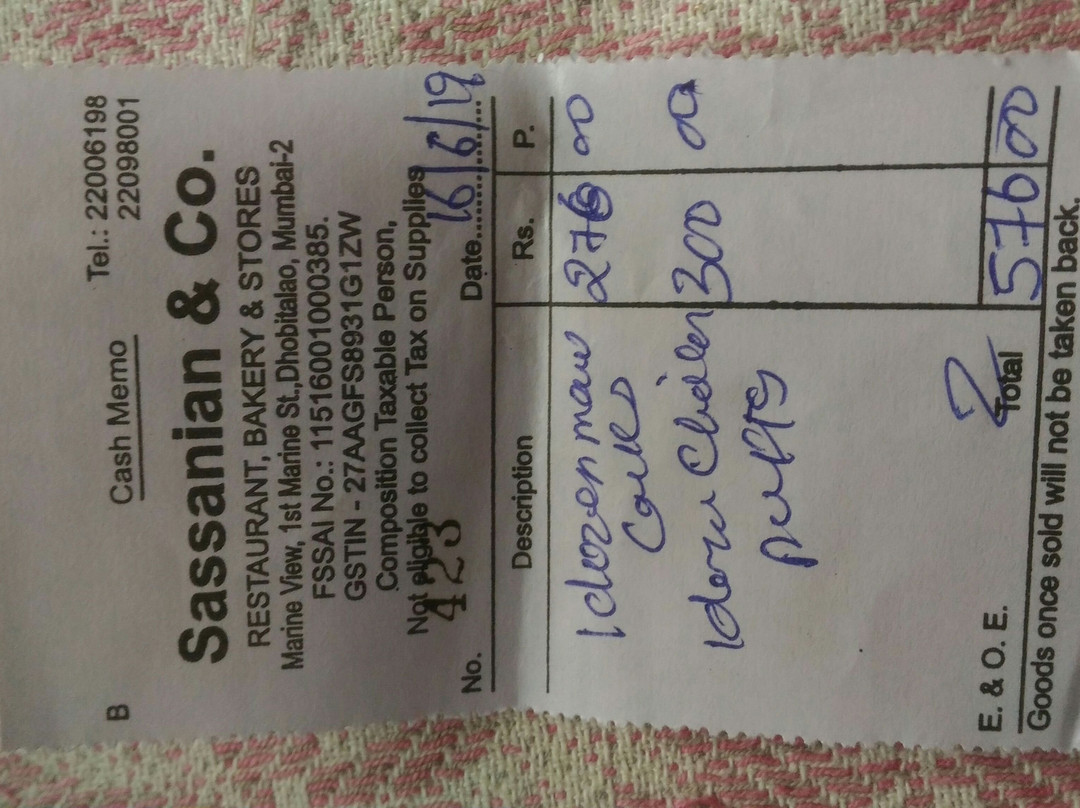 B Cash Memo Tel.: 22006198
22098001
Sassanian & Co.
RESTAURANT, BAKERY & STORES
Marine View, 1st Marine St.,Dhobitalao, Mumbai-2
FSSAI No.: 11516001000385.
GSTIN - 27AAGFS8931G1ZW
Composition Taxable Person,
Not eligible to collect Tax on Supplies
No. 423 Date 16/6/19
Description Rs. P.
1 dozen maw 276 00
Cakes
1 dozen Chicken 300 00
puffs
2
E. & O. E. Total 576 00
Goods once sold will not be taken back.